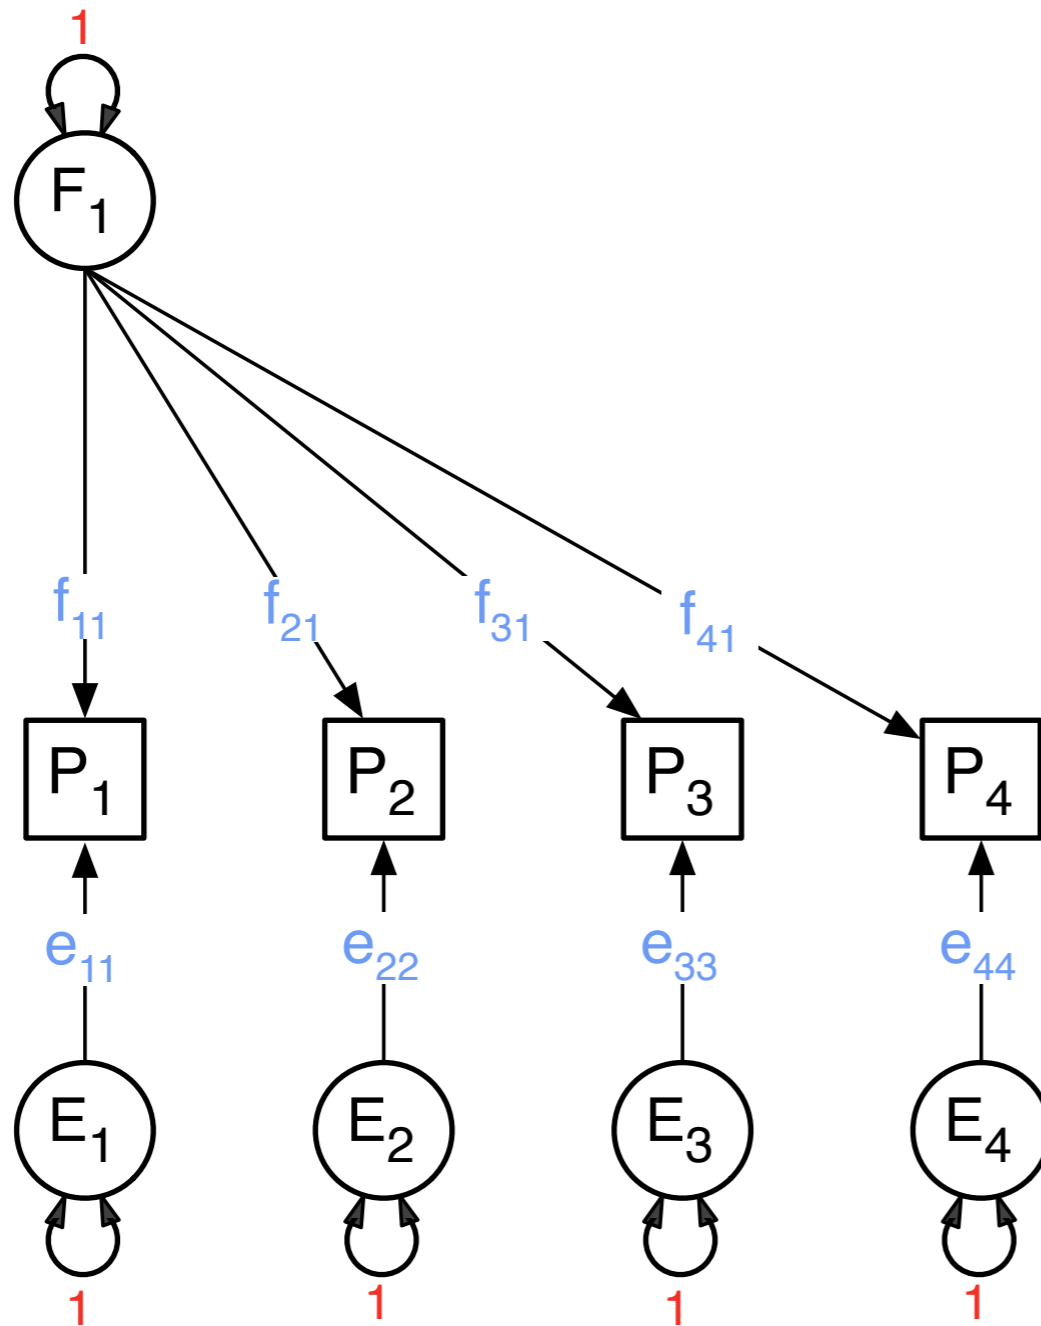 1
F₁
f₁₁ f₂₁ f₃₁ f₄₁
P₁ P₂ P₃ P₄
e₁₁ e₂₂ e₃₃ e₄₄
E₁ E₂ E₃ E₄
1 1 1 1